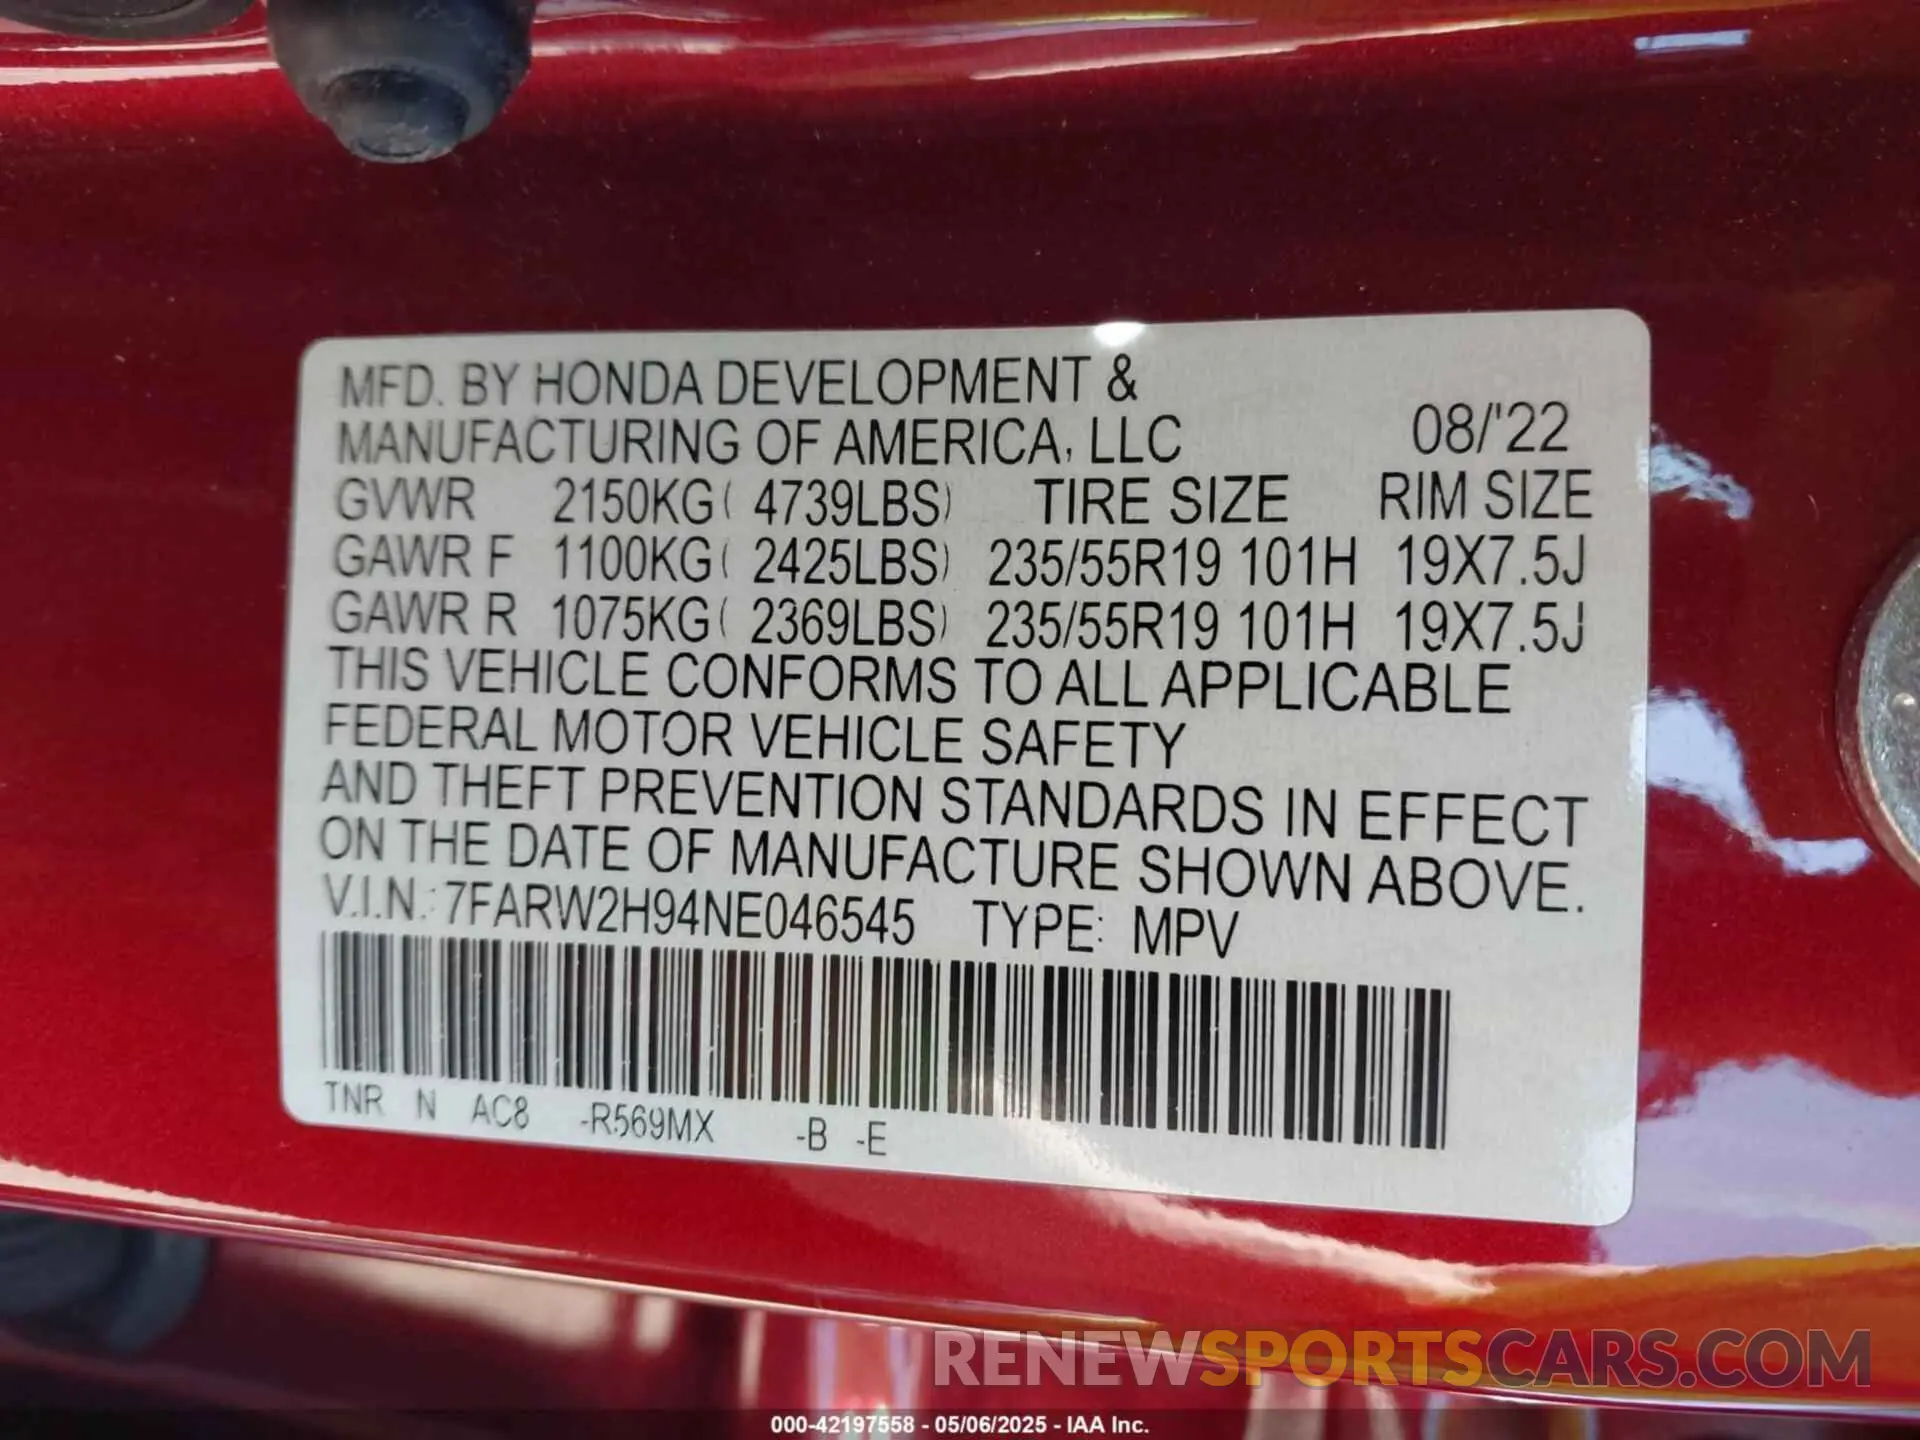 MFD. BY HONDA DEVELOPMENT &
MANUFACTURING OF AMERICA, LLC 08/'22
GVWR 2150KG( 4739LBS) TIRE SIZE RIM SIZE
GAWR F 1100KG( 2425LBS) 235/55R19 101H 19X7.5J
GAWR R 1075KG( 2369LBS) 235/55R19 101H 19X7.5J
THIS VEHICLE CONFORMS TO ALL APPLICABLE
FEDERAL MOTOR VEHICLE SAFETY
AND THEFT PREVENTION STANDARDS IN EFFECT
ON THE DATE OF MANUFACTURE SHOWN ABOVE.
V.I.N.: 7FARW2H94NE046545 TYPE: MPV
TNR N AC8 -R569MX -B -E
RENEWSPORTSCARS.COM
000-42197558 - 05/06/2025 - IAA Inc.